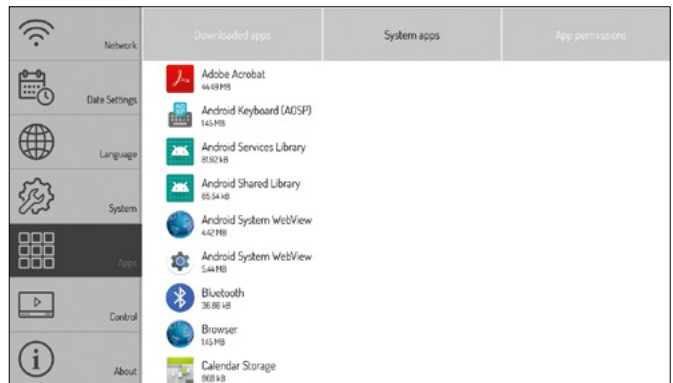 Network
Date Settings
Language
System
Apps
Control
About
Downloaded apps
System apps
App permissions
Adobe Acrobat
44.49 MB
Android Keyboard (AOSP)
1.45 MB
Android Services Library
81.92 kB
Android Shared Library
65.54 kB
Android System WebView
4.42 MB
Android System WebView
5.44 MB
Bluetooth
36.86 kB
Browser
1.45 MB
Calendar Storage
868 kB